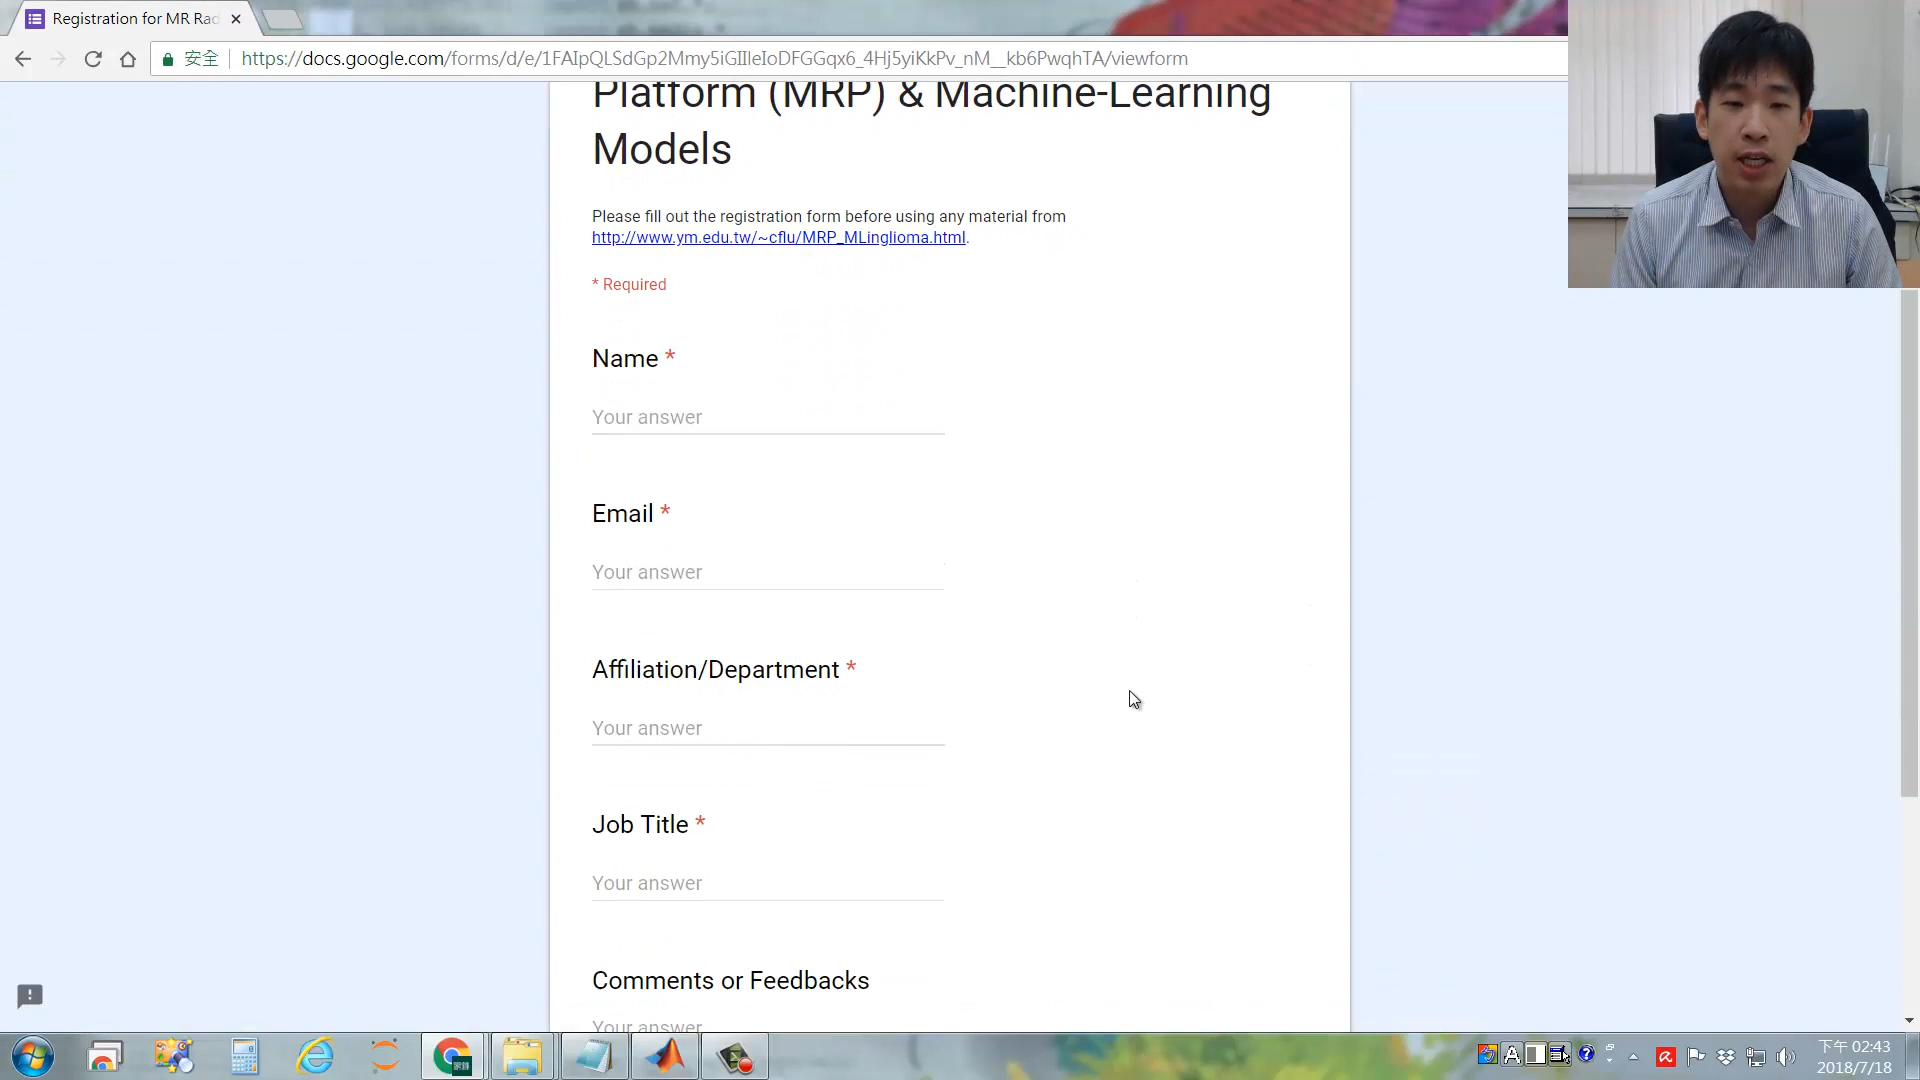 Registration for MR Rad
安全
https://docs.google.com/forms/d/e/1FAIpQLSdGp2Mmy5iGIIleIoDFGGqx6_4Hj5yiKkPv_nM__kb6PwqhTA/viewform
Platform (MRP) & Machine-Learning
Models
Please fill out the registration form before using any material from
http://www.ym.edu.tw/~cflu/MRP_MLinglioma.html.
* Required
Name *
Your answer
Email *
Your answer
Affiliation/Department *
Your answer
Job Title *
Your answer
Comments or Feedbacks
Your answer
下午 02:43
2018/7/18